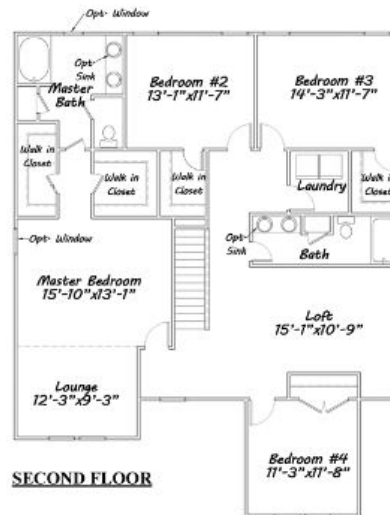 Opt. Window
Opt.
Sink
Master
Bath
Bedroom #2
13'-1"x11'-7"
Bedroom #3
14'-3"x11'-7"
Walk in
Closet
Walk in
Closet
Walk in
Closet
Laundry
Walk in
Closet
Opt. Window
Opt.
Sink
Bath
Master Bedroom
15'-10"x13'-1"
Loft
15'-1"x10'-9"
Lounge
12'-3"x9'-3"
Bedroom #4
11'-3"x11'-8"
SECOND FLOOR